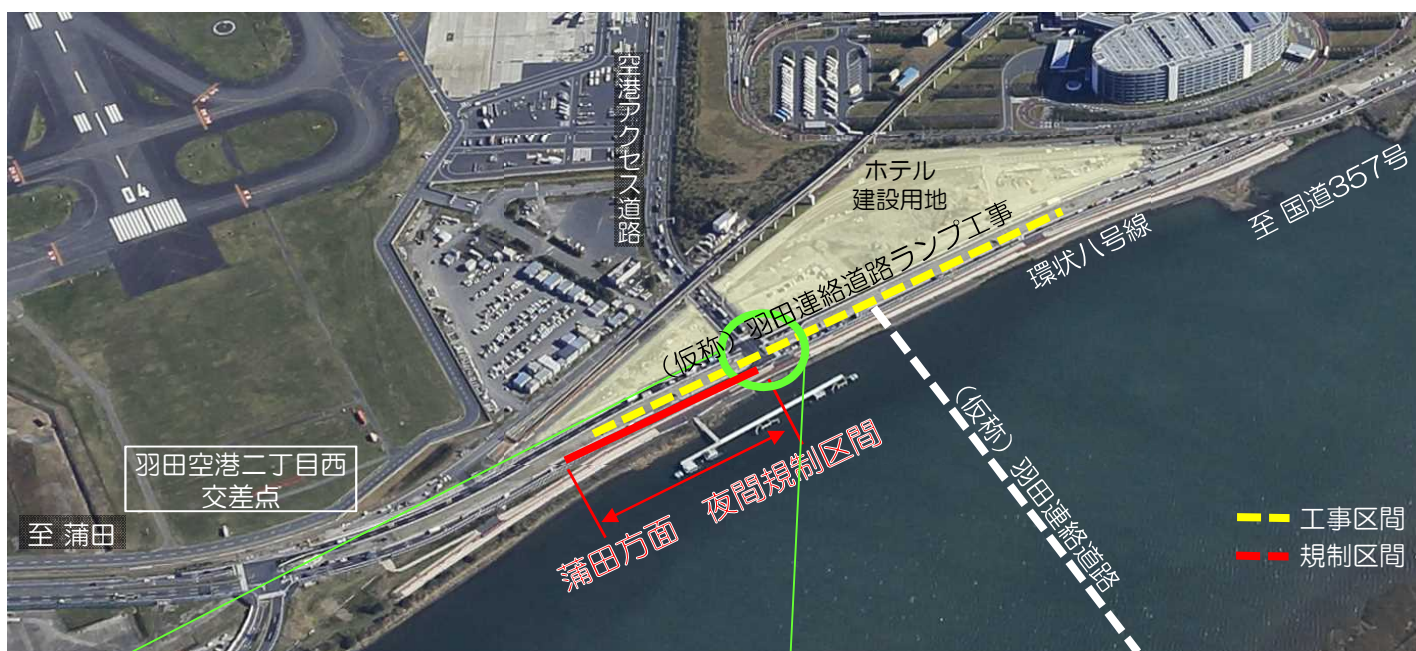 空港アクセス道路
04
ホテル
建設用地
(仮称)羽田連絡道路ランプ工事
環状八号線
至 国道357号
(仮称)羽田連絡道路
羽田空港二丁目西
交差点
至 蒲田
蒲田方面 夜間規制区間
工事区間
規制区間